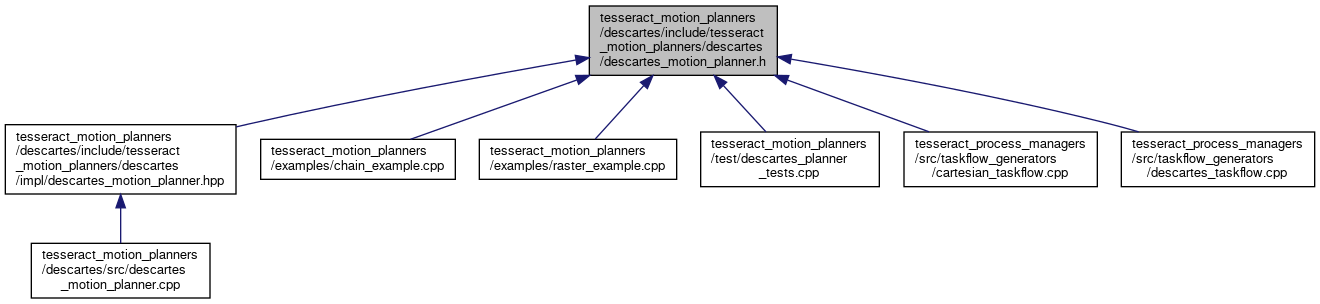 tesseract_motion_planners
/descartes/include/tesseract
_motion_planners/descartes
/descartes_motion_planner.h
tesseract_motion_planners
/descartes/include/tesseract
_motion_planners/descartes
/impl/descartes_motion_planner.hpp
tesseract_motion_planners
/examples/chain_example.cpp
tesseract_motion_planners
/examples/raster_example.cpp
tesseract_motion_planners
/test/descartes_planner
_tests.cpp
tesseract_process_managers
/src/taskflow_generators
/cartesian_taskflow.cpp
tesseract_process_managers
/src/taskflow_generators
/descartes_taskflow.cpp
tesseract_motion_planners
/descartes/src/descartes
_motion_planner.cpp